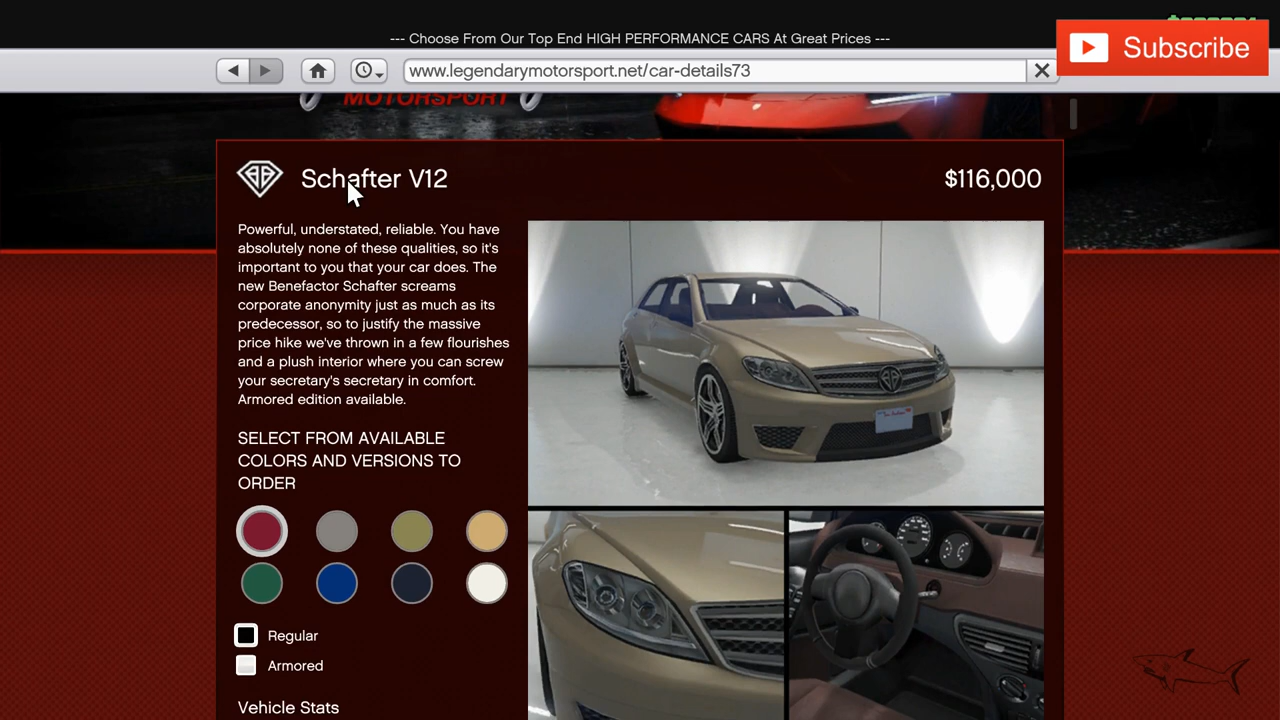 --- Choose From Our Top End HIGH PERFORMANCE CARS At Great Prices ---
Subscribe
www.legendarymotorsport.net/car-details73
MOTORSPORT
Schafter V12
$116,000
Powerful, understated, reliable. You have
absolutely none of these qualities, so it's
important to you that your car does. The
new Benefactor Schafter screams
corporate anonymity just as much as its
predecessor, so to justify the massive
price hike we've thrown in a few flourishes
and a plush interior where you can screw
your secretary's secretary in comfort.
Armored edition available.
SELECT FROM AVAILABLE
COLORS AND VERSIONS TO
ORDER
Regular
Armored
Vehicle Stats